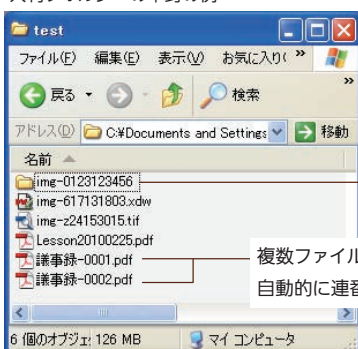 test
ファイル(F) 編集(E) 表示(V) お気に入り( »
戻る 検索 »
アドレス(D) C:¥Documents and Settings 移動
名前
img-0123123456
img-617131803.xdw
img-z24153015.tif
Lesson20100225.pdf
議事録-0001.pdf
議事録-0002.pdf
複数ファイル
自動的に連番
6 個のオブジェ 126 MB マイ コンピュータ